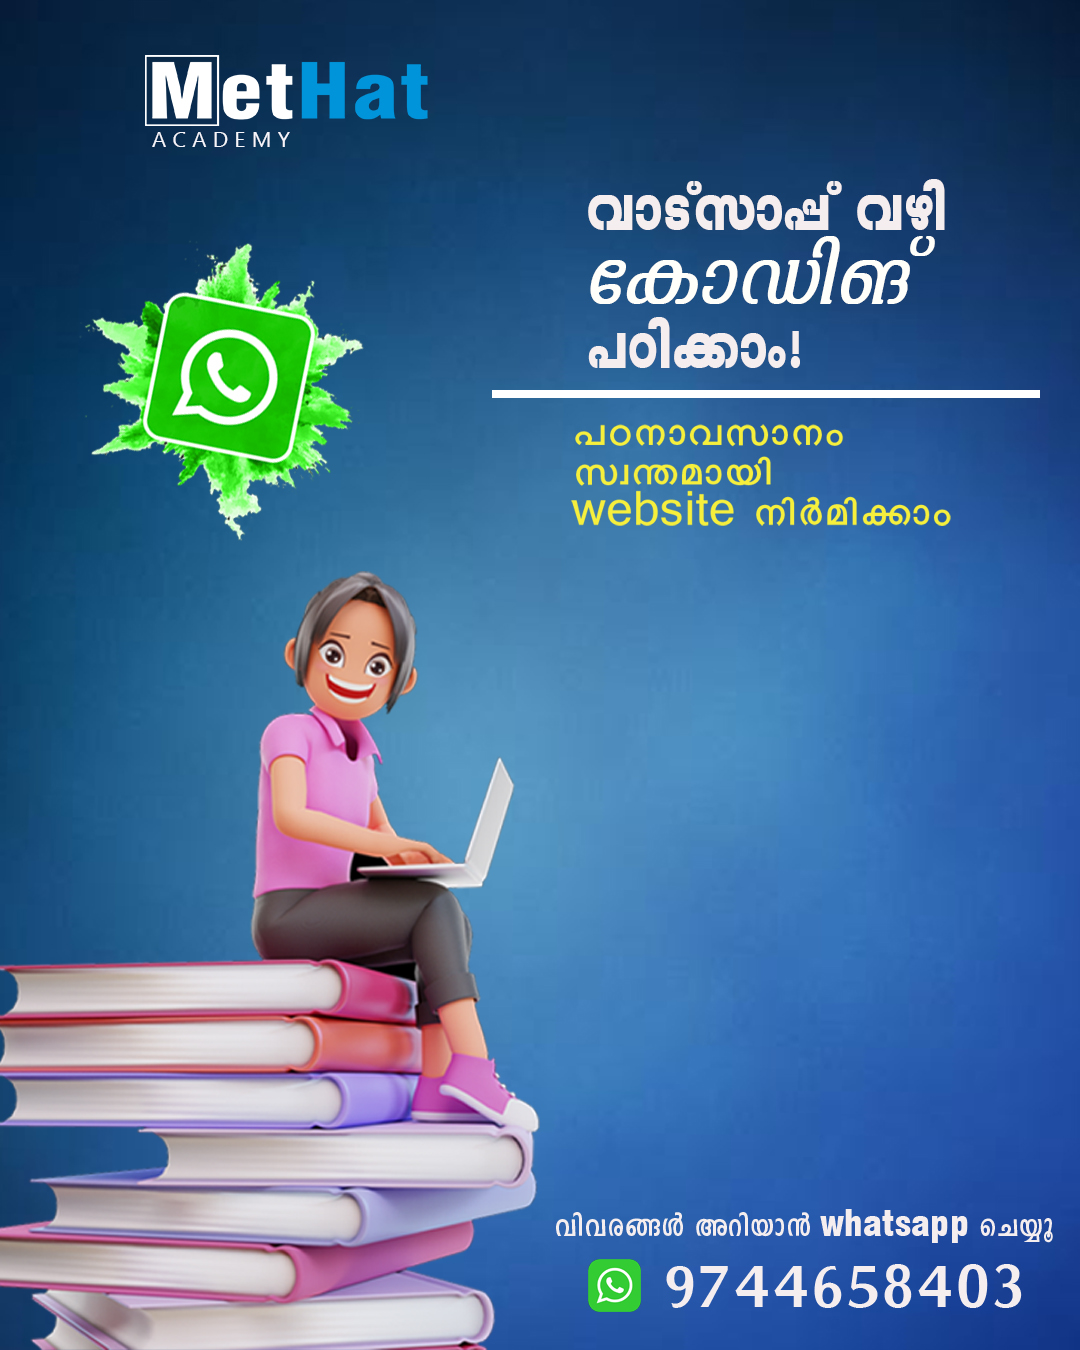 MetHat
ACADEMY
വാട്സാപ്പ് വഴി
കോഡിങ്
പഠിക്കാം!
പഠനാവസാനം
സ്വന്തമായി
website നിർമിക്കാം
വിവരങ്ങൾ അറിയാൻ whatsapp ചെയ്യൂ
9744658403